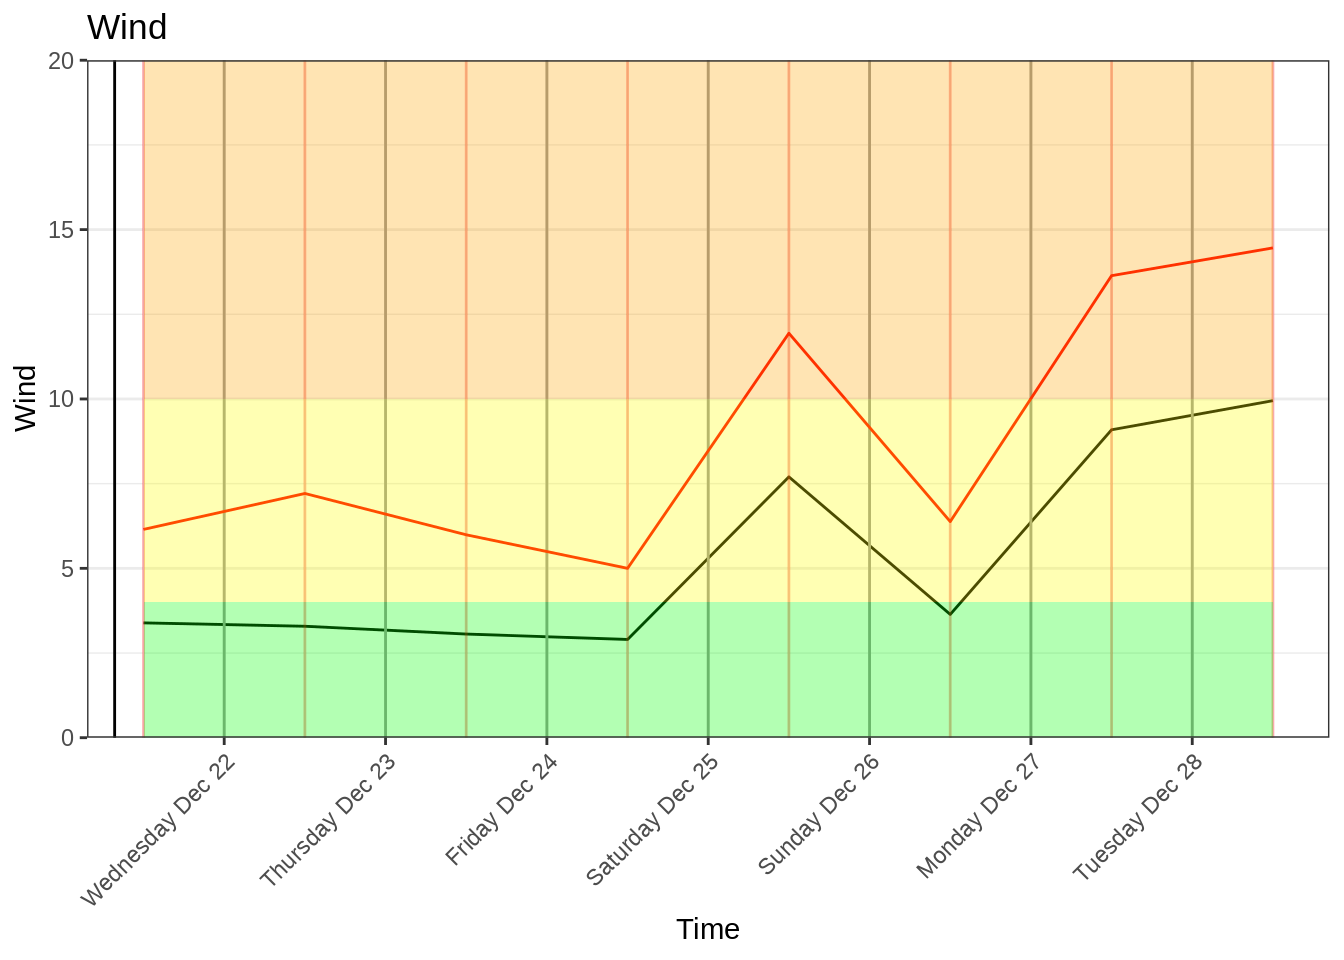 Wind
20
15
10
5
0
Wind
Wednesday Dec 22
Thursday Dec 23
Friday Dec 24
Saturday Dec 25
Sunday Dec 26
Monday Dec 27
Tuesday Dec 28
Time